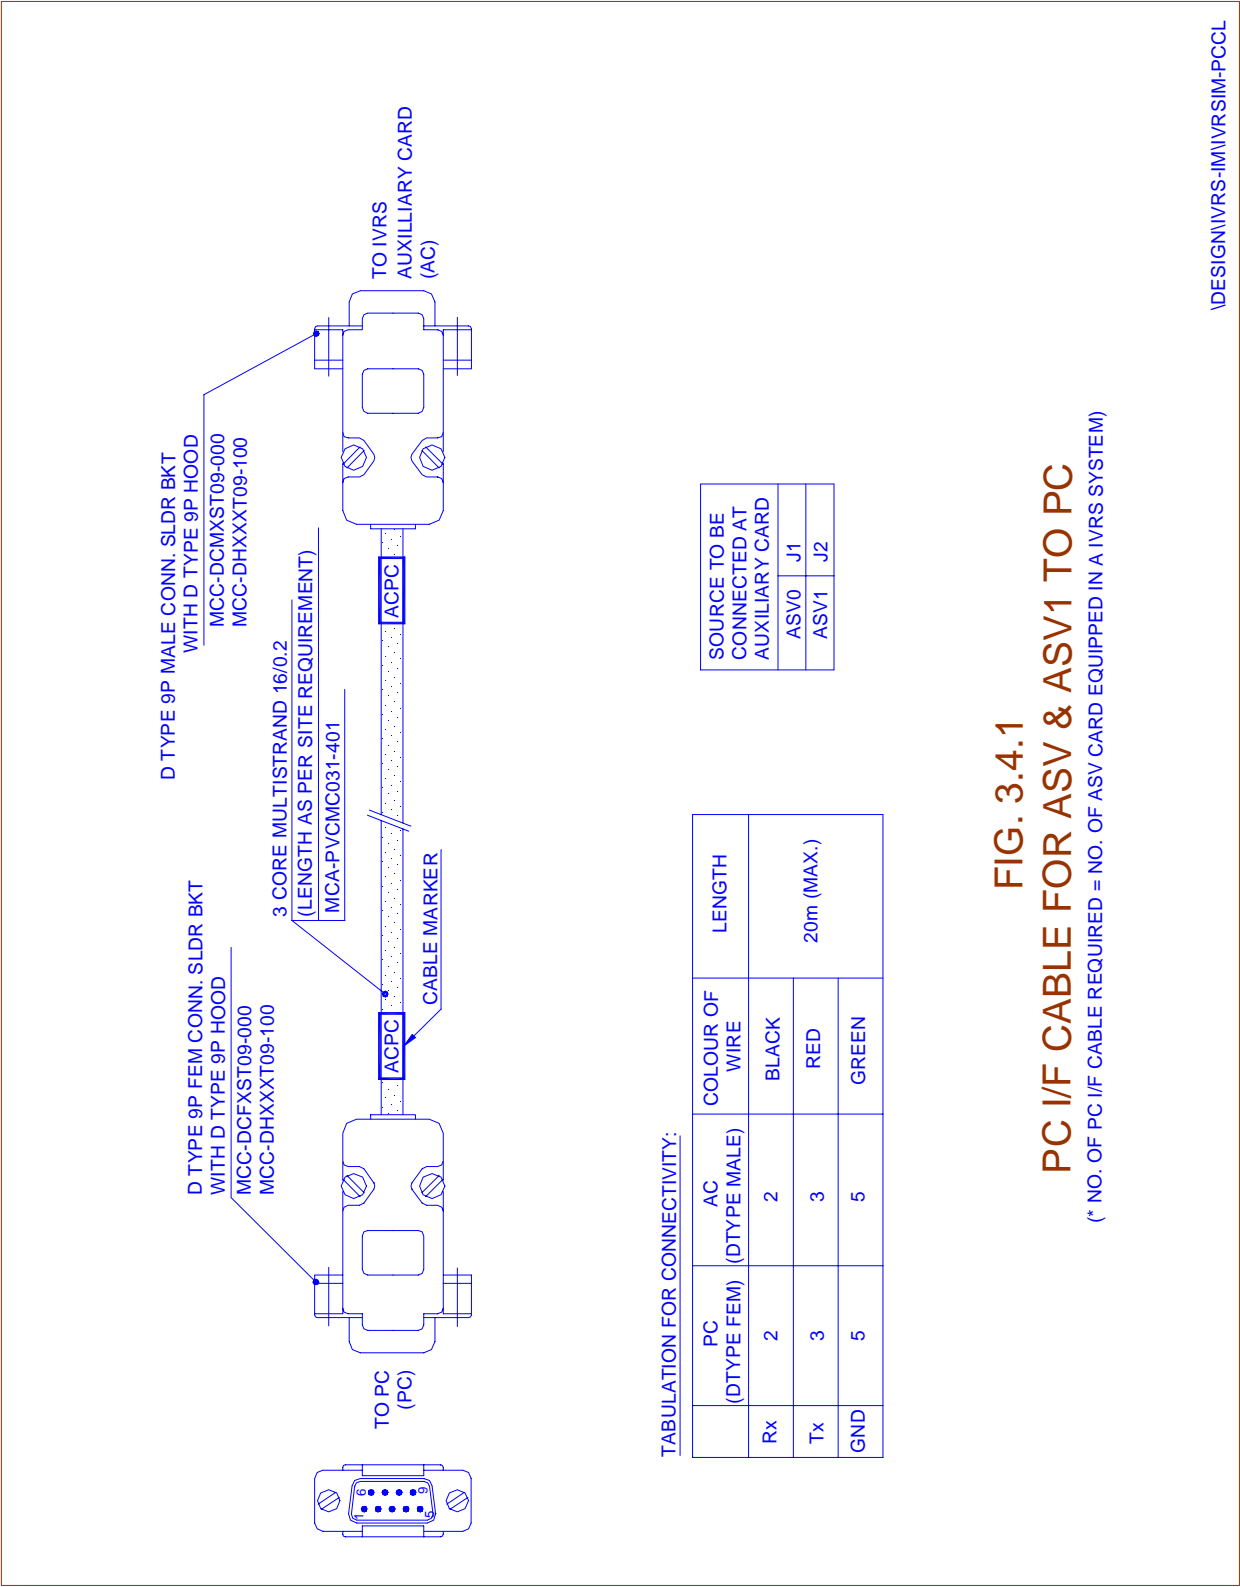 D TYPE 9P FEM CONN. SLDR BKT
WITH D TYPE 9P HOOD
MCC-DCFXST09-000
MCC-DHXXXT09-100
D TYPE 9P MALE CONN. SLDR BKT
WITH D TYPE 9P HOOD
MCC-DCMXST09-000
MCC-DHXXXT09-100
3 CORE MULTISTRAND 16/0.2
(LENGTH AS PER SITE REQUIREMENT)
MCA-PVCMC031-401
1
6
5
9
TO PC
(PC)
ACPC
ACPC
TO IVRS
AUXILLIARY CARD
(AC)
CABLE MARKER
TABULATION FOR CONNECTIVITY:
PC
(DTYPE FEM)
AC
(DTYPE MALE)
COLOUR OF
WIRE
LENGTH
Rx 2 2 BLACK
Tx 3 3 RED 20m (MAX.)
GND 5 5 GREEN
SOURCE TO BE
CONNECTED AT
AUXILIARY CARD
ASV0 J1
ASV1 J2
FIG. 3.4.1
PC I/F CABLE FOR ASV & ASV1 TO PC
(* NO. OF PC I/F CABLE REQUIRED = NO. OF ASV CARD EQUIPPED IN A IVRS SYSTEM)
\DESIGN\IVRS-IM\IVRSIM-PCCL